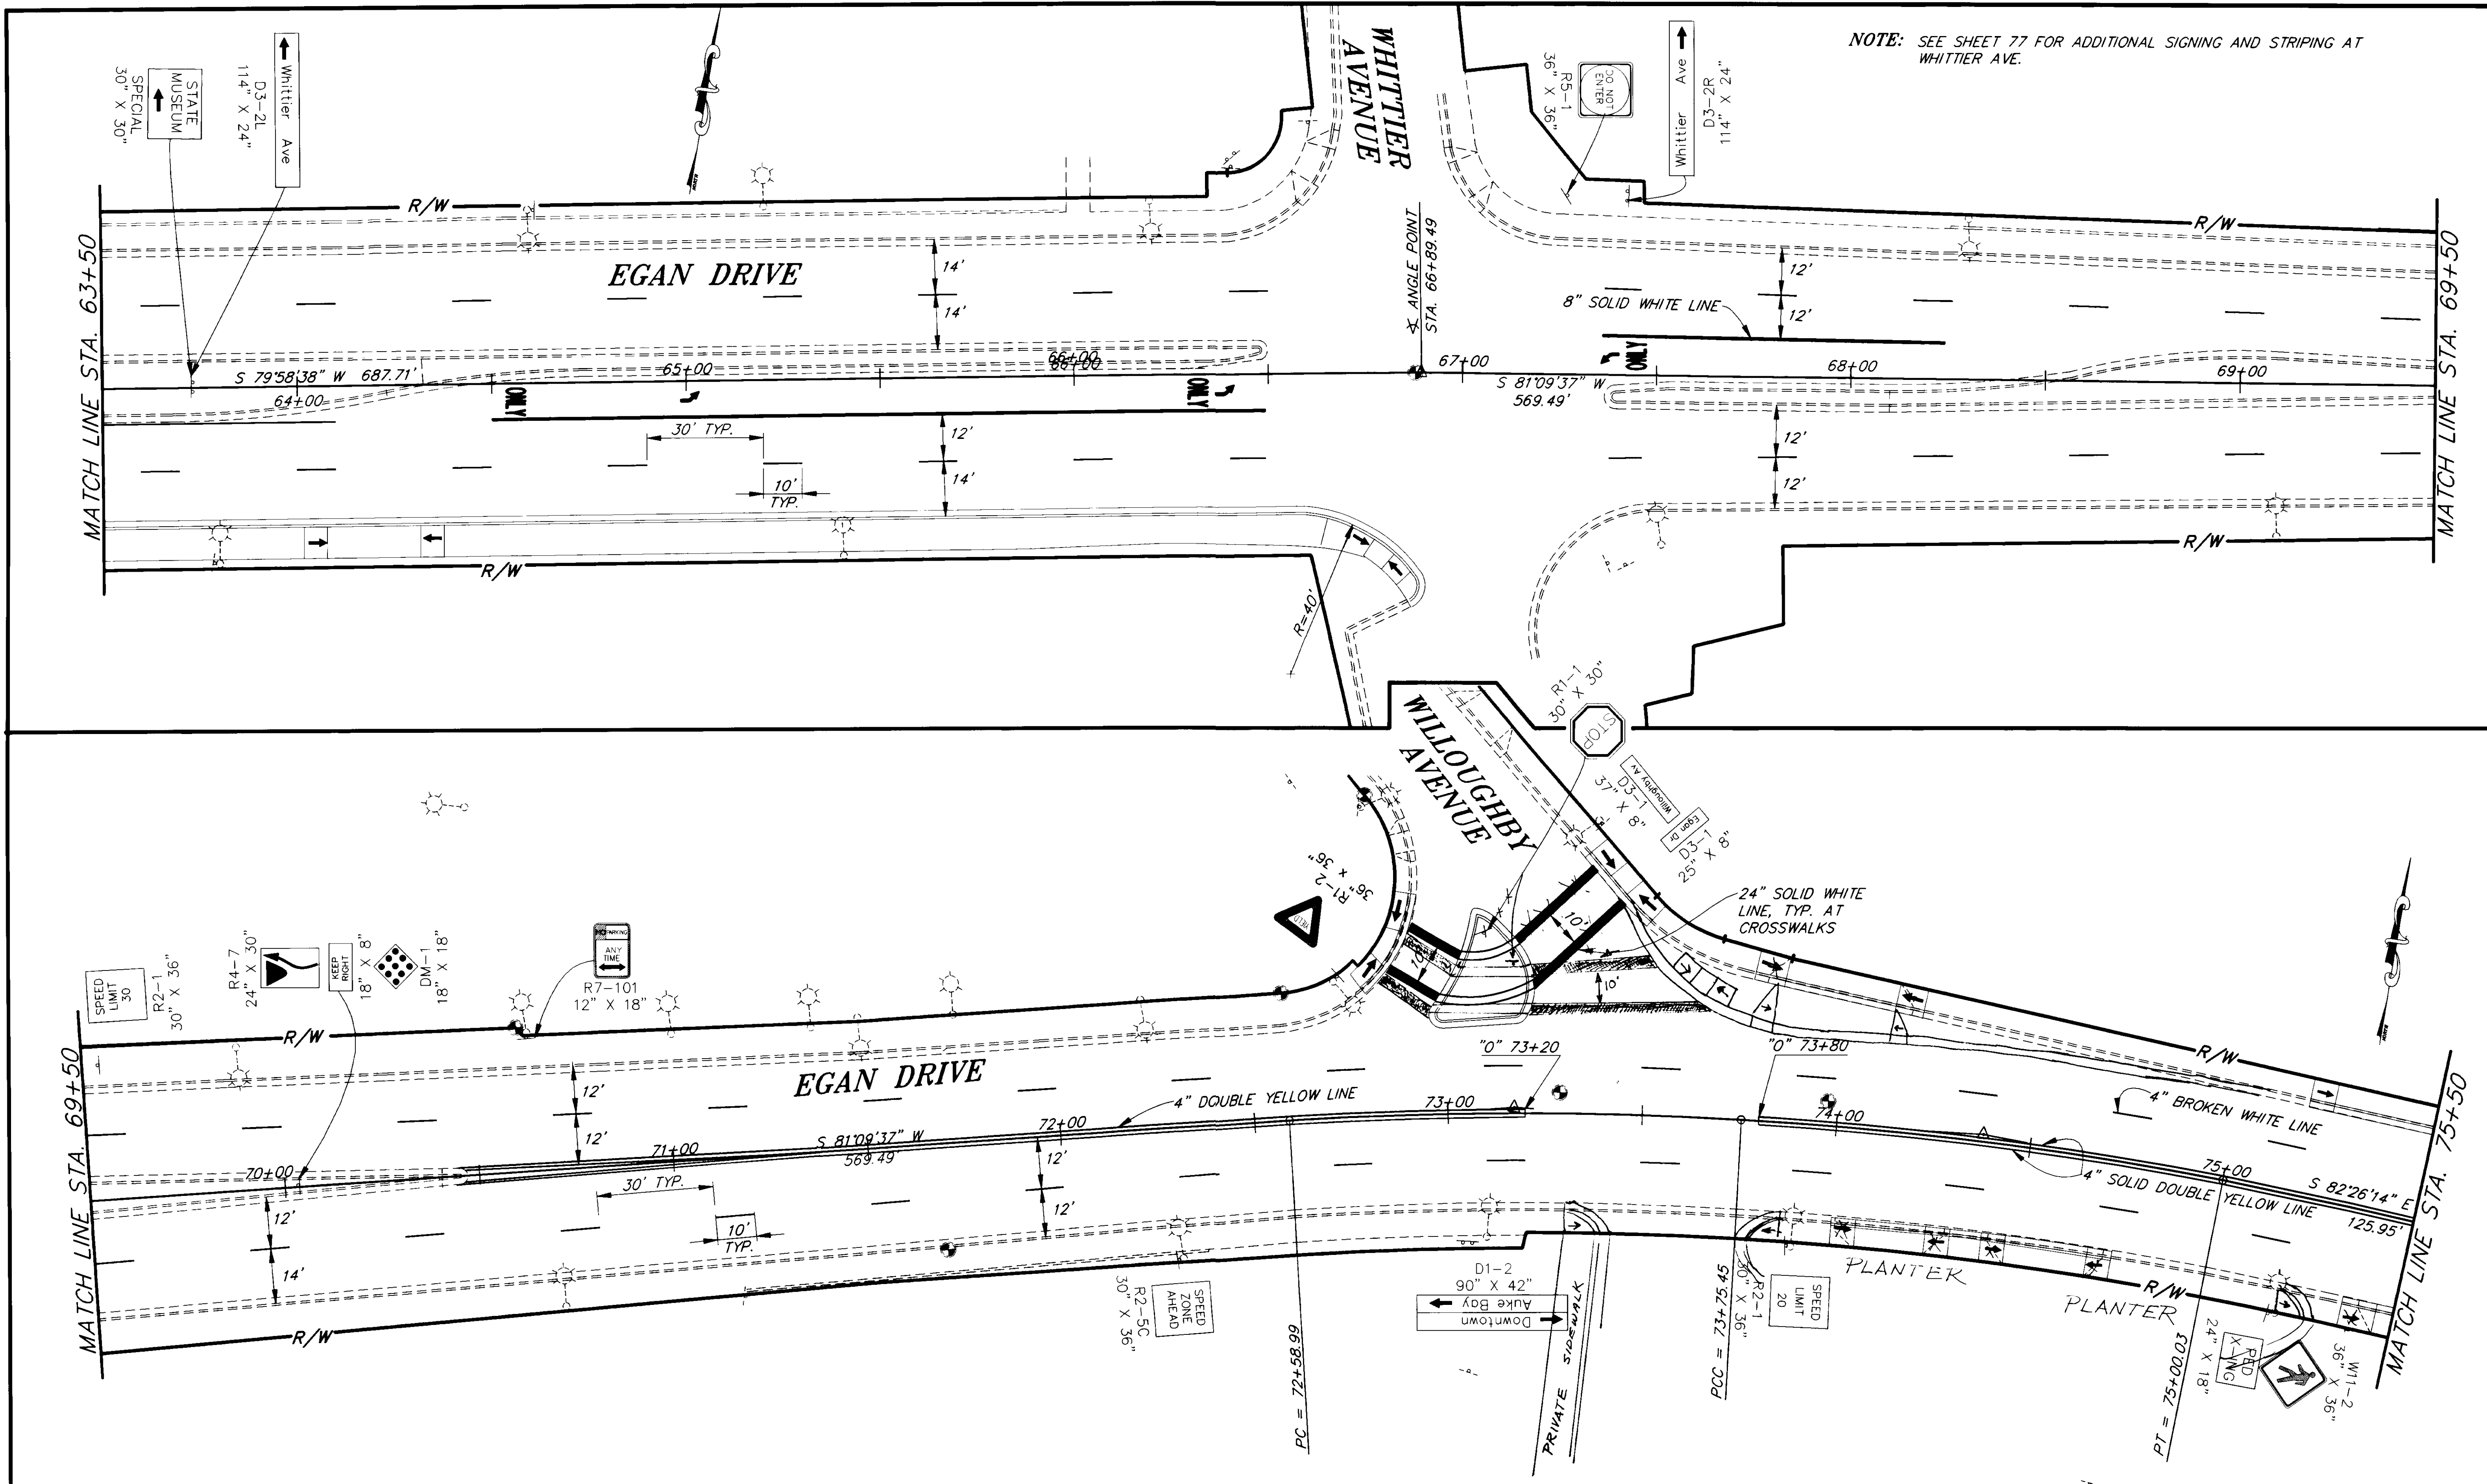 NOTE: SEE SHEET 77 FOR ADDITIONAL SIGNING AND STRIPING AT
WHITTIER AVE.
WHITTIER
AVENUE
STATE
MUSEUM
SPECIAL
30" X 30"
Whittier Ave
D3-2L
114" X 24"
DO NOT
ENTER
R5-1
36" X 36"
Whittier Ave
D3-2R
114" X 24"
R/W
R/W
MATCH LINE STA. 63+50
EGAN DRIVE
14'
14'
∢ ANGLE POINT
STA. 66+89.49
8" SOLID WHITE LINE
12'
12'
MATCH LINE STA. 69+50
S 79°58'38" W 687.71'
64+00
65+00
66+00
66+00
67+00
S 81°09'37" W
569.49'
68+00
69+00
ONLY
ONLY
ONLY
30' TYP.
10'
TYP.
12'
14'
12'
12'
R/W
R/W
R=40'
WILLOUGHBY
AVENUE
R1-1
30" X 30"
STOP
Willoughby Av
D3-1
37" X 8"
Egan Dr
D3-1
25" X 8"
YIELD
R1-2
36" X 36"
10'
10'
10'
24" SOLID WHITE
LINE, TYP. AT
CROSSWALKS
SPEED
LIMIT
30
R2-1
30" X 36"
R4-7
24" X 30"
KEEP
RIGHT
18" X 8"
DM-1
18" X 18"
NO PARKING
ANY
TIME
R7-101
12" X 18"
MATCH LINE STA. 69+50
R/W
EGAN DRIVE
12'
12'
70+00
71+00
S 81°09'37" W
569.49'
72+00
4" DOUBLE YELLOW LINE
73+00
"O" 73+20
"O" 73+80
74+00
4" BROKEN WHITE LINE
R/W
75+00
S 82°26'14" E
125.95'
4" SOLID DOUBLE YELLOW LINE
MATCH LINE STA. 75+50
12'
14'
30' TYP.
10'
TYP.
12'
12'
R/W
SPEED
ZONE
AHEAD
R2-5C
30" X 36"
PC = 72+58.99
D1-2
90" X 42"
Auke Bay
Downtown
PRIVATE SIDEWALK
PCC = 73+75.45
R2-1
30" X 36"
SPEED
LIMIT
20
PLANTER
PLANTER
R/W
PT = 75+00.03
PED
X-ING
24" X 18"
W11-2
36" X 36"